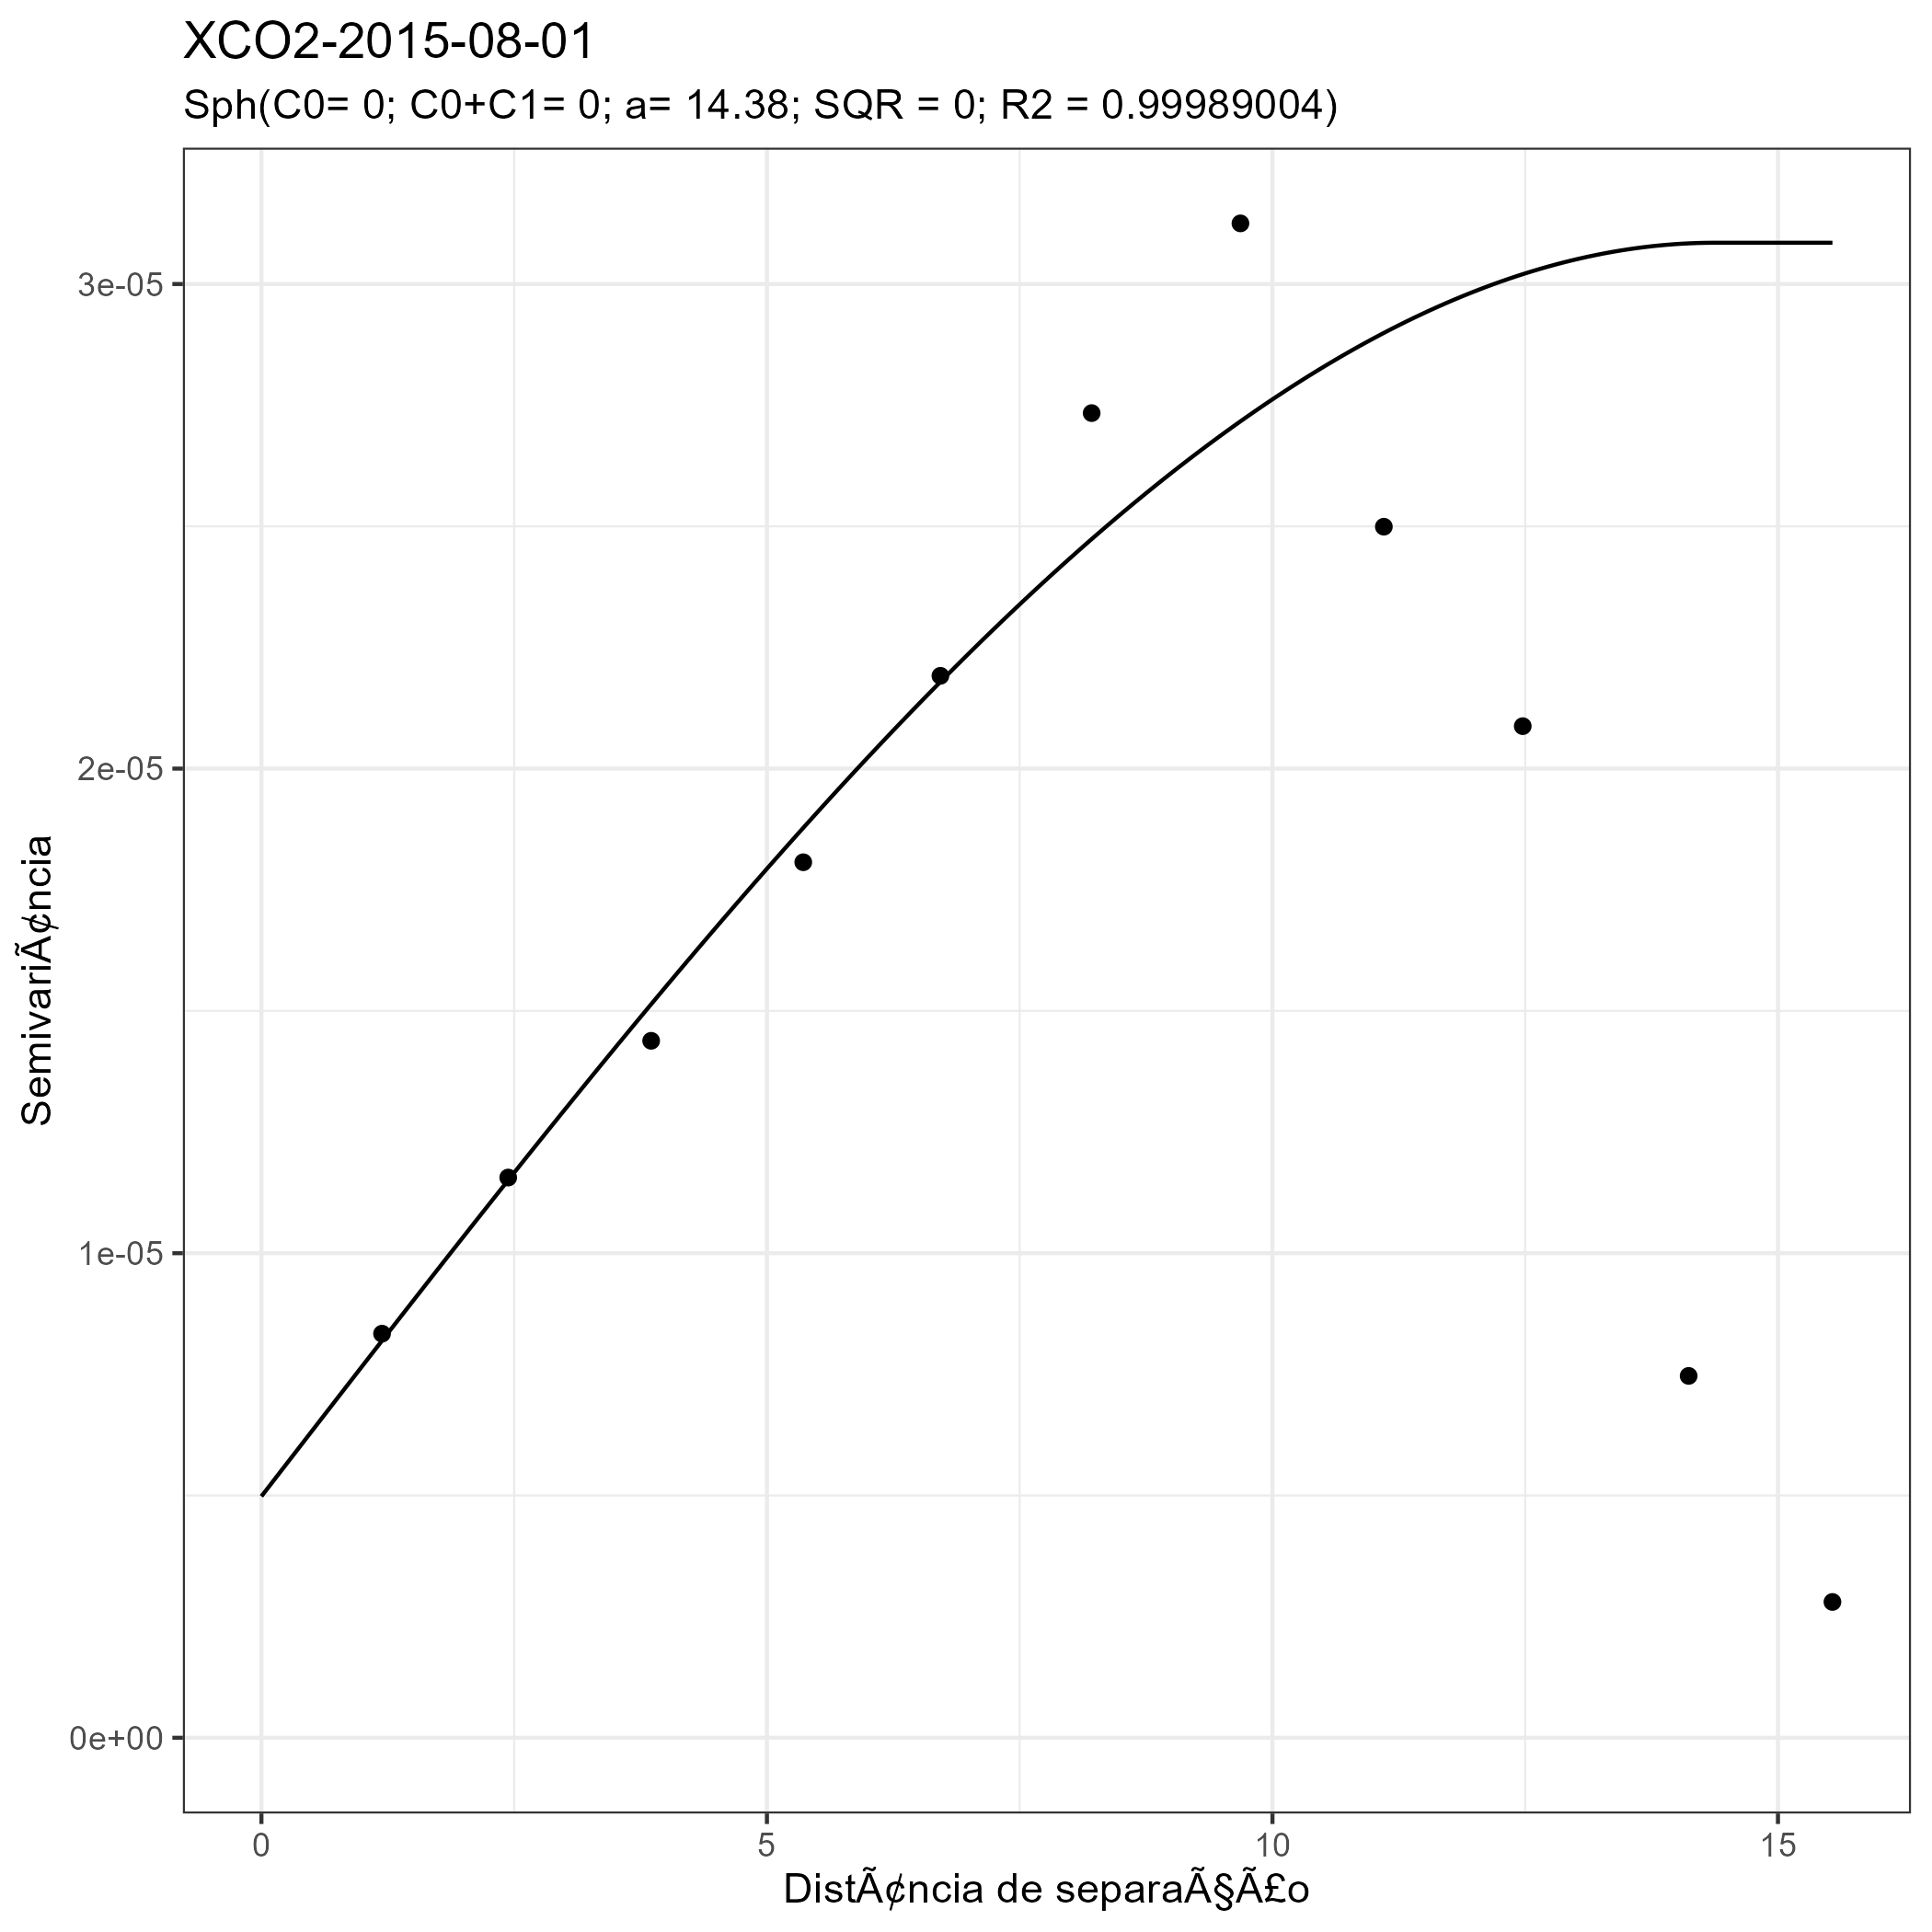 XCO2-2015-08-01
Sph(C0= 0; C0+C1= 0; a= 14.38; SQR = 0; R2 = 0.99989004)
SemivariÃ¢ncia
3e-05
2e-05
1e-05
0e+00
0 5 10 15
DistÃ¢ncia de separaÃ§Ã£o